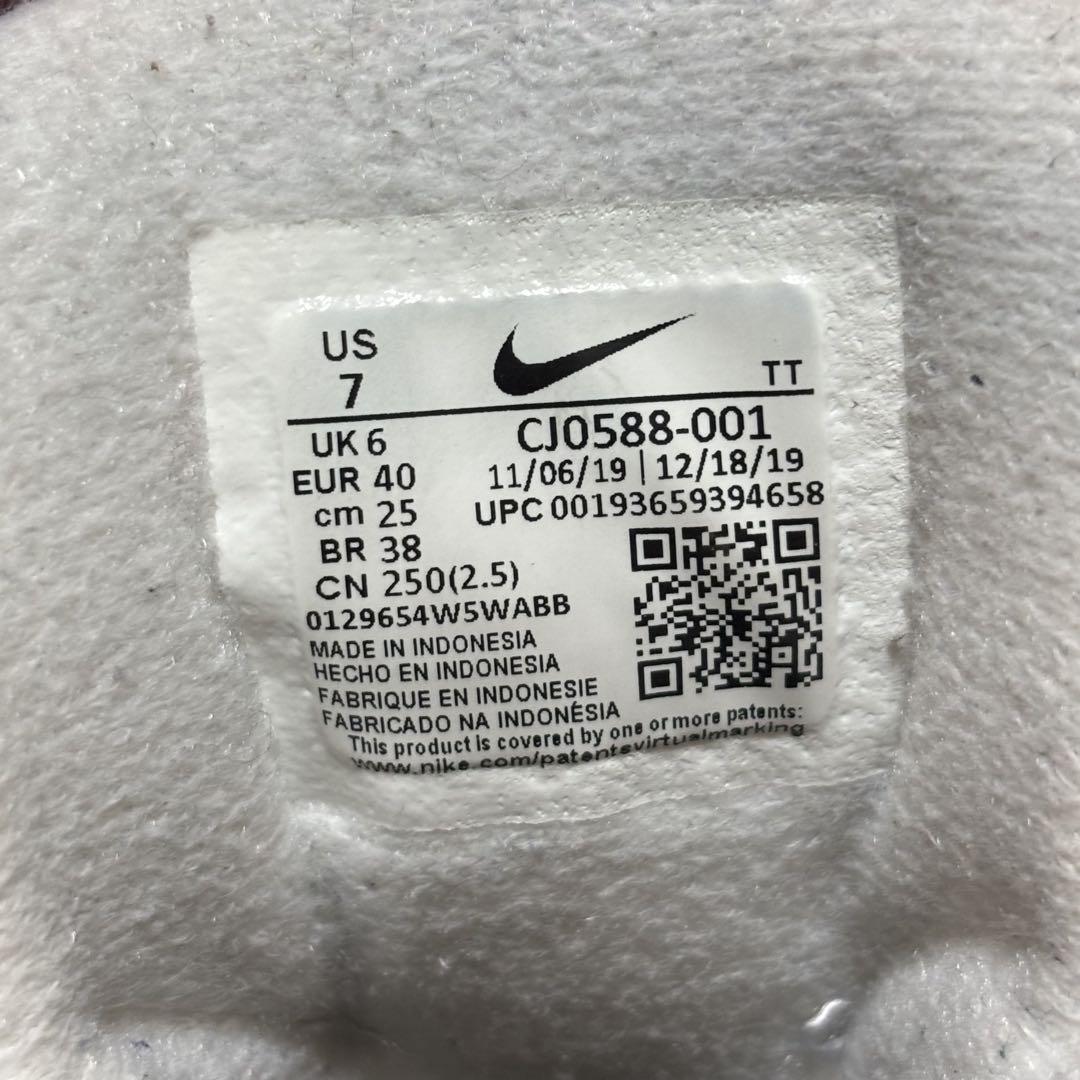 US
7
TT
UK 6
EUR 40
cm 25
BR 38
CN 250(2.5)
CJ0588-001
11/06/19 | 12/18/19
UPC 00193659394658
0129654W5WABB
MADE IN INDONESIA
HECHO EN INDONESIA
FABRIQUE EN INDONESIE
FABRICADO NA INDONÉSIA
This product is covered by one or more patents:
www.nike.com/patentsvirtualmarking